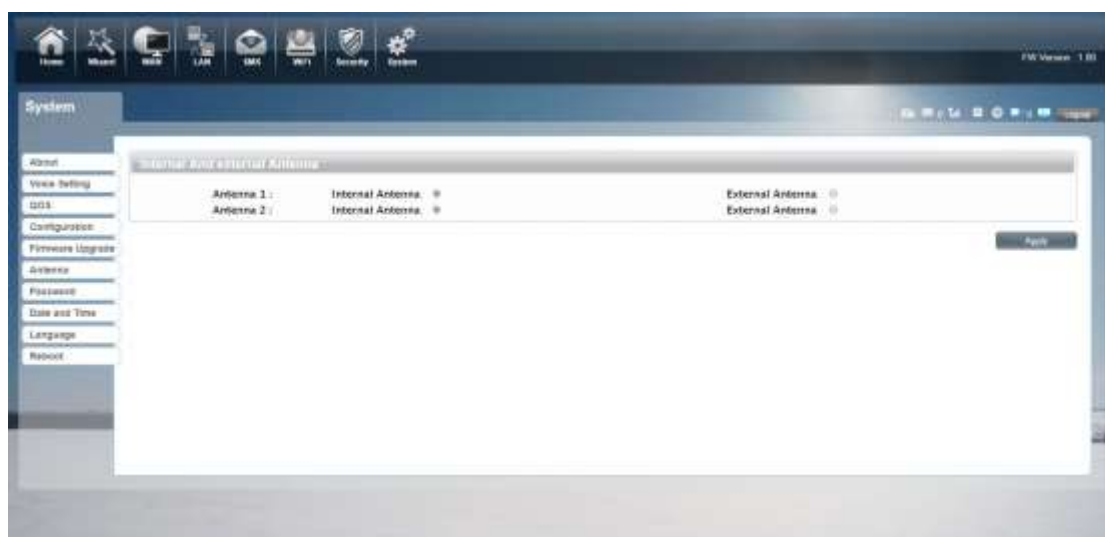 Home Wizard WAN LAN SMS WiFi Security System
FW Version 1.00
System
Logout
About
Voice Setting
QOS
Configuration
Firmware Upgrade
Antenna
Password
Date and Time
Language
Reboot
Internal And external Antenna
Antenna 1 : Internal Antenna External Antenna
Antenna 2 : Internal Antenna External Antenna
Apply